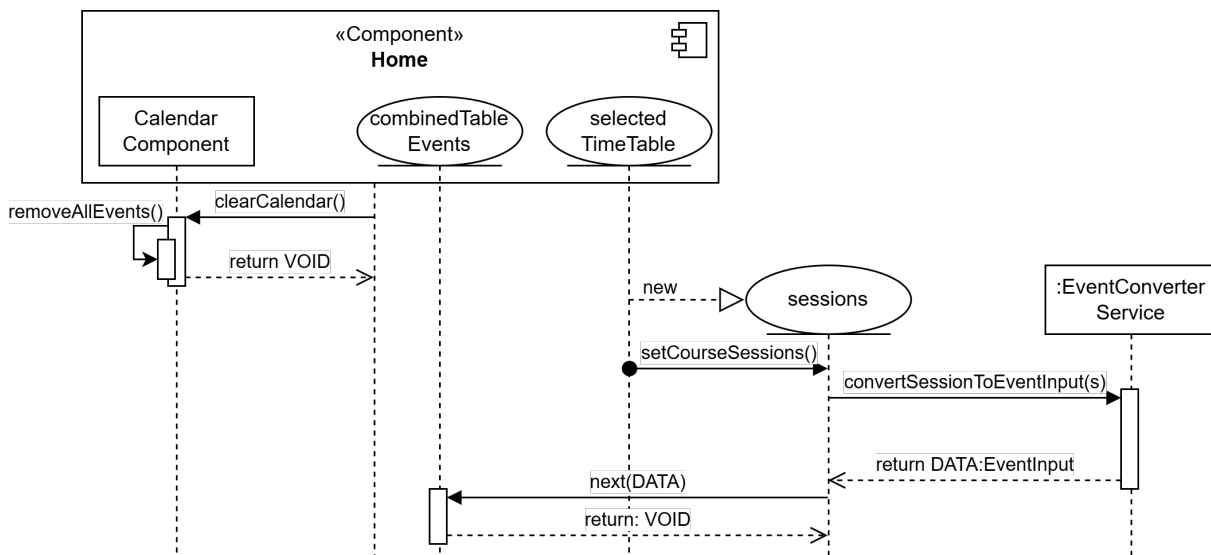 «Component»
Home
Calendar
Component
combinedTable
Events
selected
TimeTable
removeAllEvents()
clearCalendar()
return VOID
new
sessions
:EventConverter
Service
setCourseSessions()
convertSessionToEventInput(s)
return DATA:EventInput
next(DATA)
return: VOID